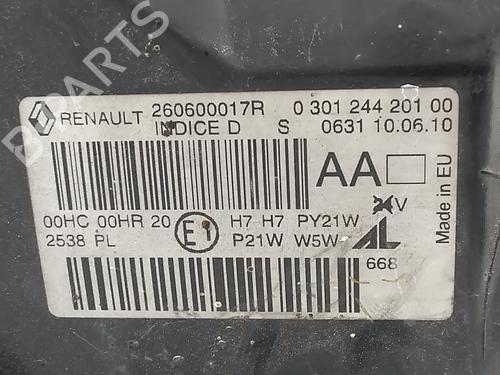 RENAULT 260600017R 0 301 244 201 00
INDICE D S 0631 10.06.10
AA
Made in EU
00HC 00HR 20 E1 H7 H7 PY21W V
2538 PL P21W W5W AL
668
B-PARTS